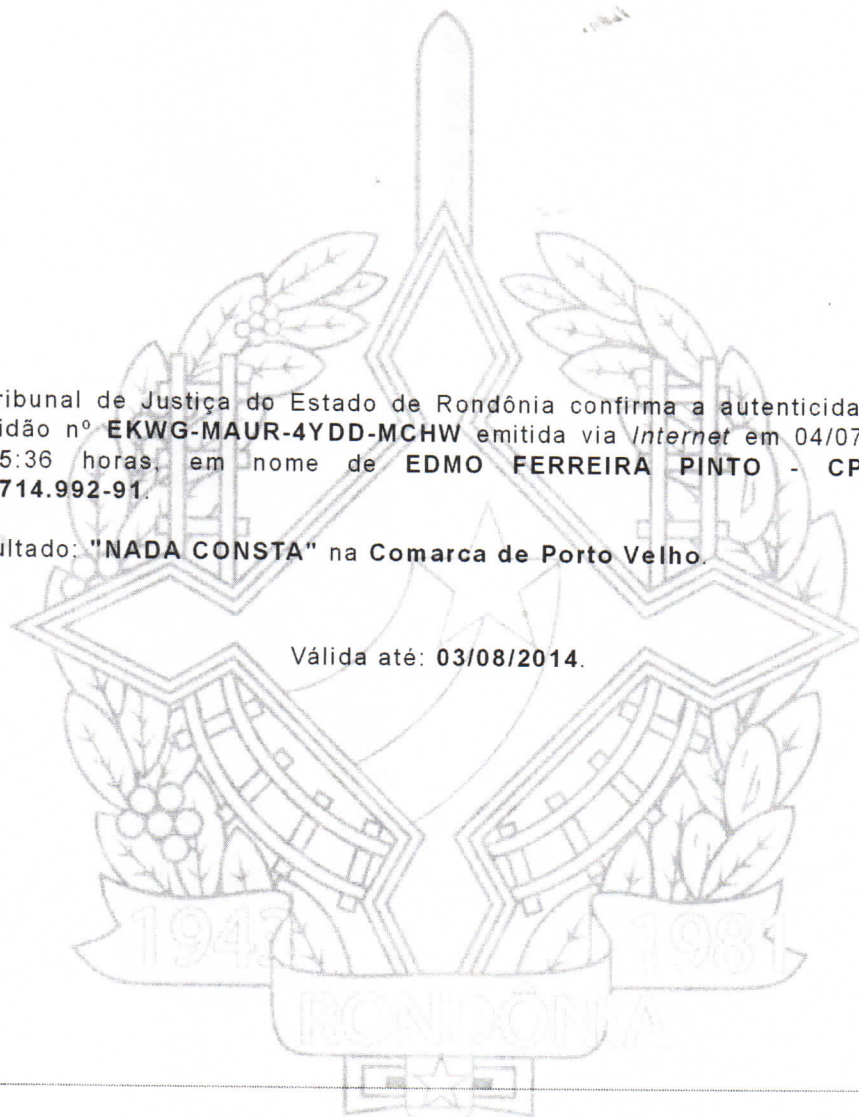 ribunal de Justiça do Estado de Rondônia confirma a autenticida
idão nº EKWG-MAUR-4YDD-MCHW emitida via Internet em 04/07
5:36 horas, em nome de EDMO FERREIRA PINTO - CP
714.992-91.
ultado: "NADA CONSTA" na Comarca de Porto Velho.
Válida até: 03/08/2014.
1943
1981
RONDÔNIA